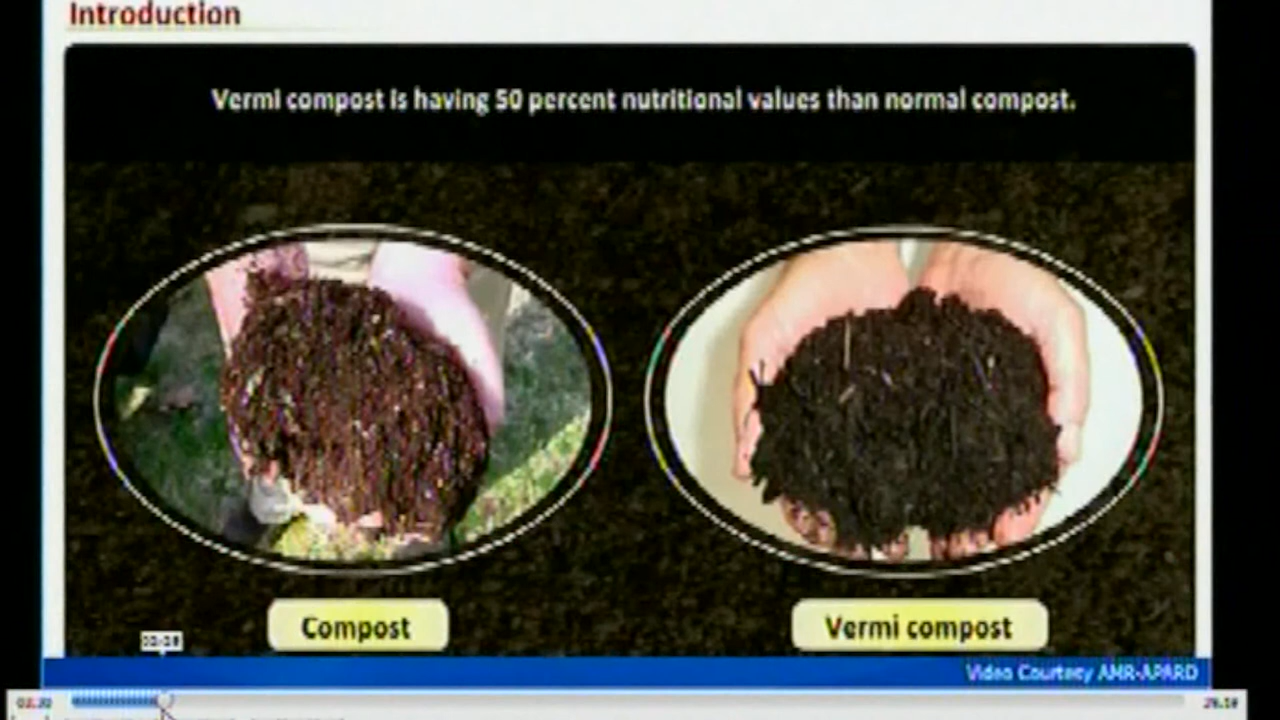 Introduction
Vermi compost is having 50 percent nutritional values than normal compost.
Compost
Vermi compost
Video Courtesy AMR-APARD